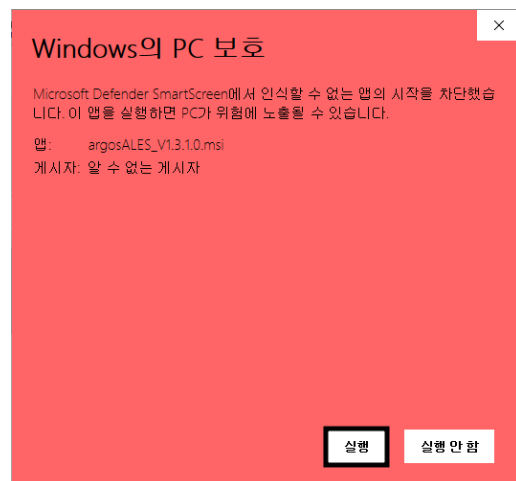 Windows의 PC 보호
Microsoft Defender SmartScreen에서 인식할 수 없는 앱의 시작을 차단했습
니다. 이 앱을 실행하면 PC가 위험에 노출될 수 있습니다.
앱: argosALES_V1.3.1.0.msi
게시자: 알 수 없는 게시자
실행 실행 안 함